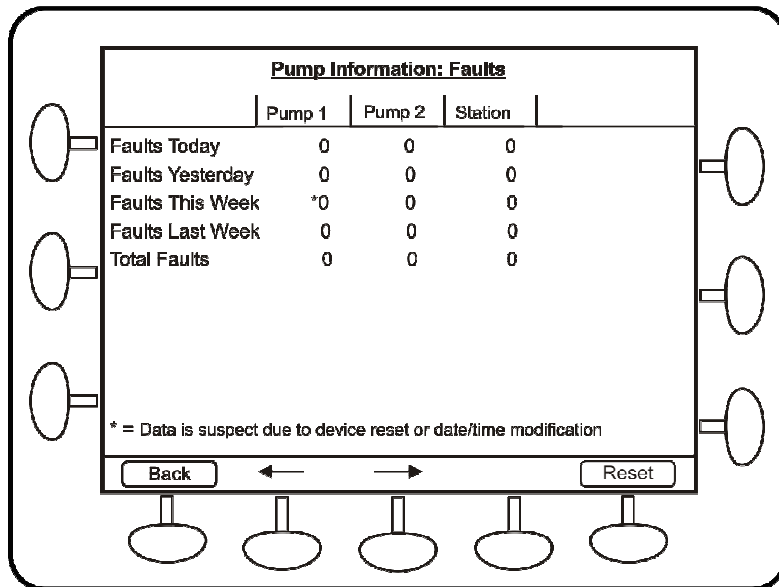 Pump Information: Faults
Pump 1 Pump 2 Station
Faults Today 0 0 0
Faults Yesterday 0 0 0
Faults This Week *0 0 0
Faults Last Week 0 0 0
Total Faults 0 0 0
* = Data is suspect due to device reset or date/time modification
Back ← → Reset